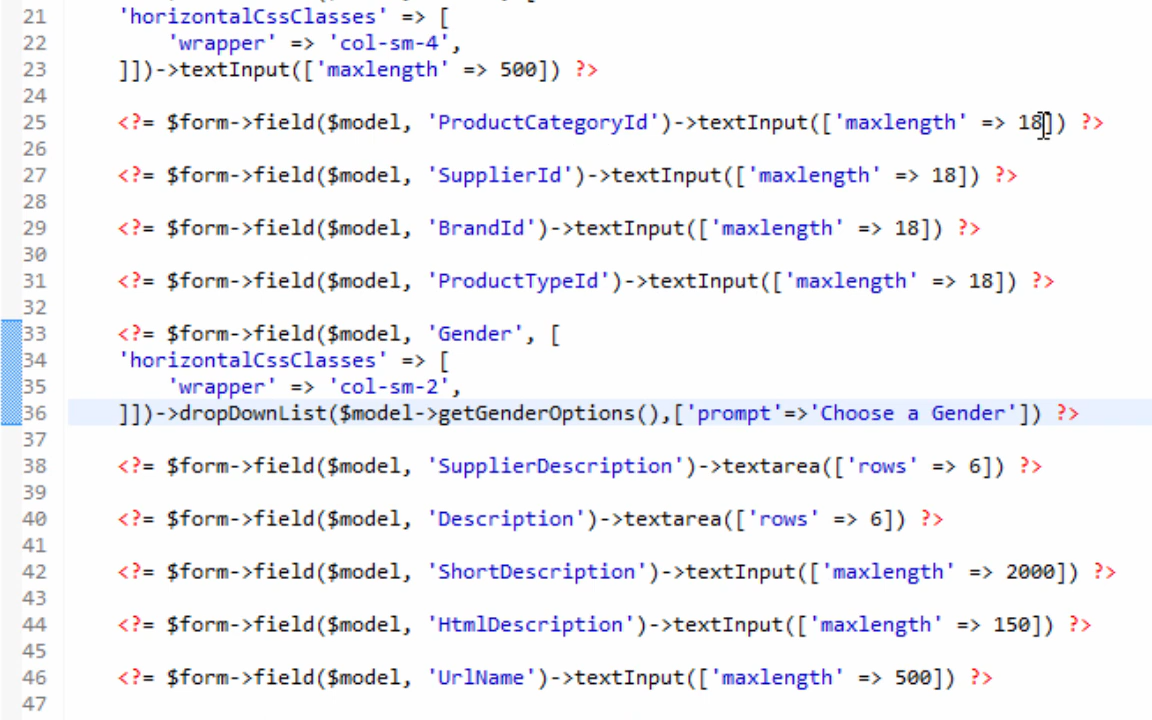 21 'horizontalCssClasses' => [
22 'wrapper' => 'col-sm-4',
23 ]])->textInput(['maxlength' => 500]) ?>
24
25 <?= $form->field($model, 'ProductCategoryId')->textInput(['maxlength' => 18]) ?>
26
27 <?= $form->field($model, 'SupplierId')->textInput(['maxlength' => 18]) ?>
28
29 <?= $form->field($model, 'BrandId')->textInput(['maxlength' => 18]) ?>
30
31 <?= $form->field($model, 'ProductTypeId')->textInput(['maxlength' => 18]) ?>
32
33 <?= $form->field($model, 'Gender', [
34 'horizontalCssClasses' => [
35 'wrapper' => 'col-sm-2',
36 ]])->dropDownList($model->getGenderOptions(),['prompt'=>'Choose a Gender']) ?>
37
38 <?= $form->field($model, 'SupplierDescription')->textarea(['rows' => 6]) ?>
39
40 <?= $form->field($model, 'Description')->textarea(['rows' => 6]) ?>
41
42 <?= $form->field($model, 'ShortDescription')->textInput(['maxlength' => 2000]) ?>
43
44 <?= $form->field($model, 'HtmlDescription')->textInput(['maxlength' => 150]) ?>
45
46 <?= $form->field($model, 'UrlName')->textInput(['maxlength' => 500]) ?>
47